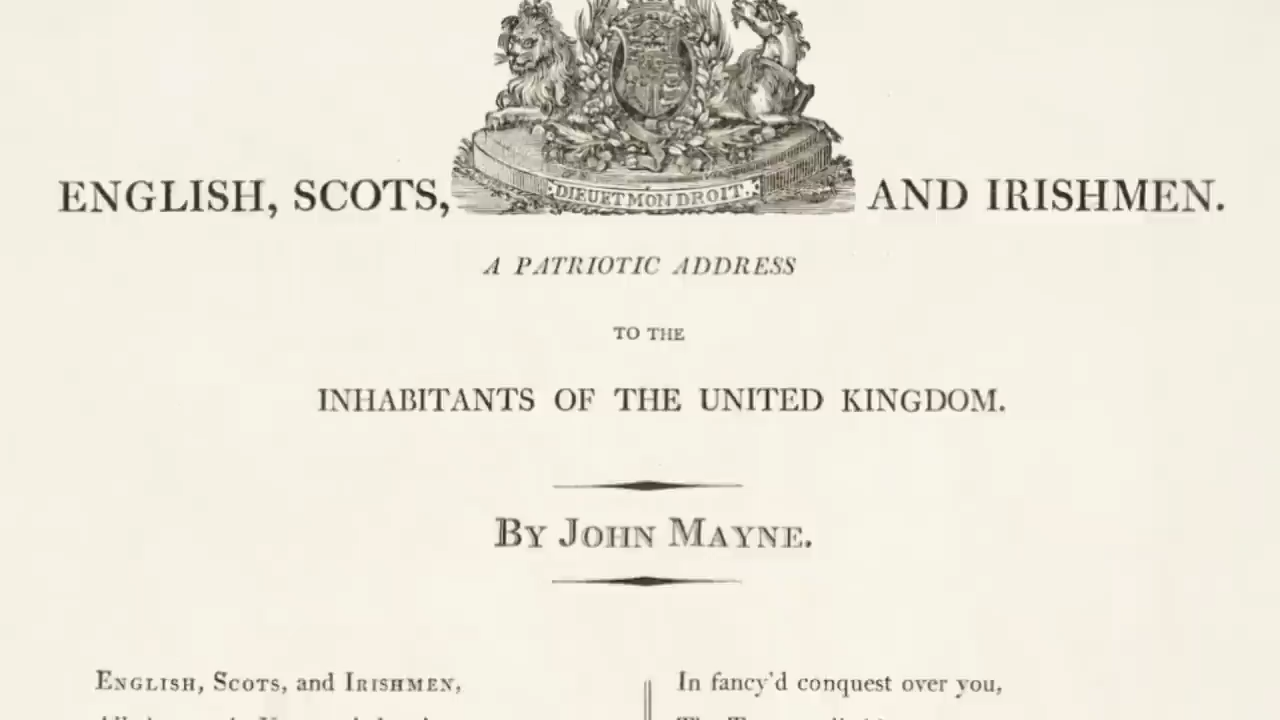 DIEU ET MON DROIT.
ENGLISH, SCOTS, AND IRISHMEN.
A PATRIOTIC ADDRESS
TO THE
INHABITANTS OF THE UNITED KINGDOM.
BY JOHN MAYNE.
ENGLISH, SCOTS, and IRISHMEN,
In fancy'd conquest over you,